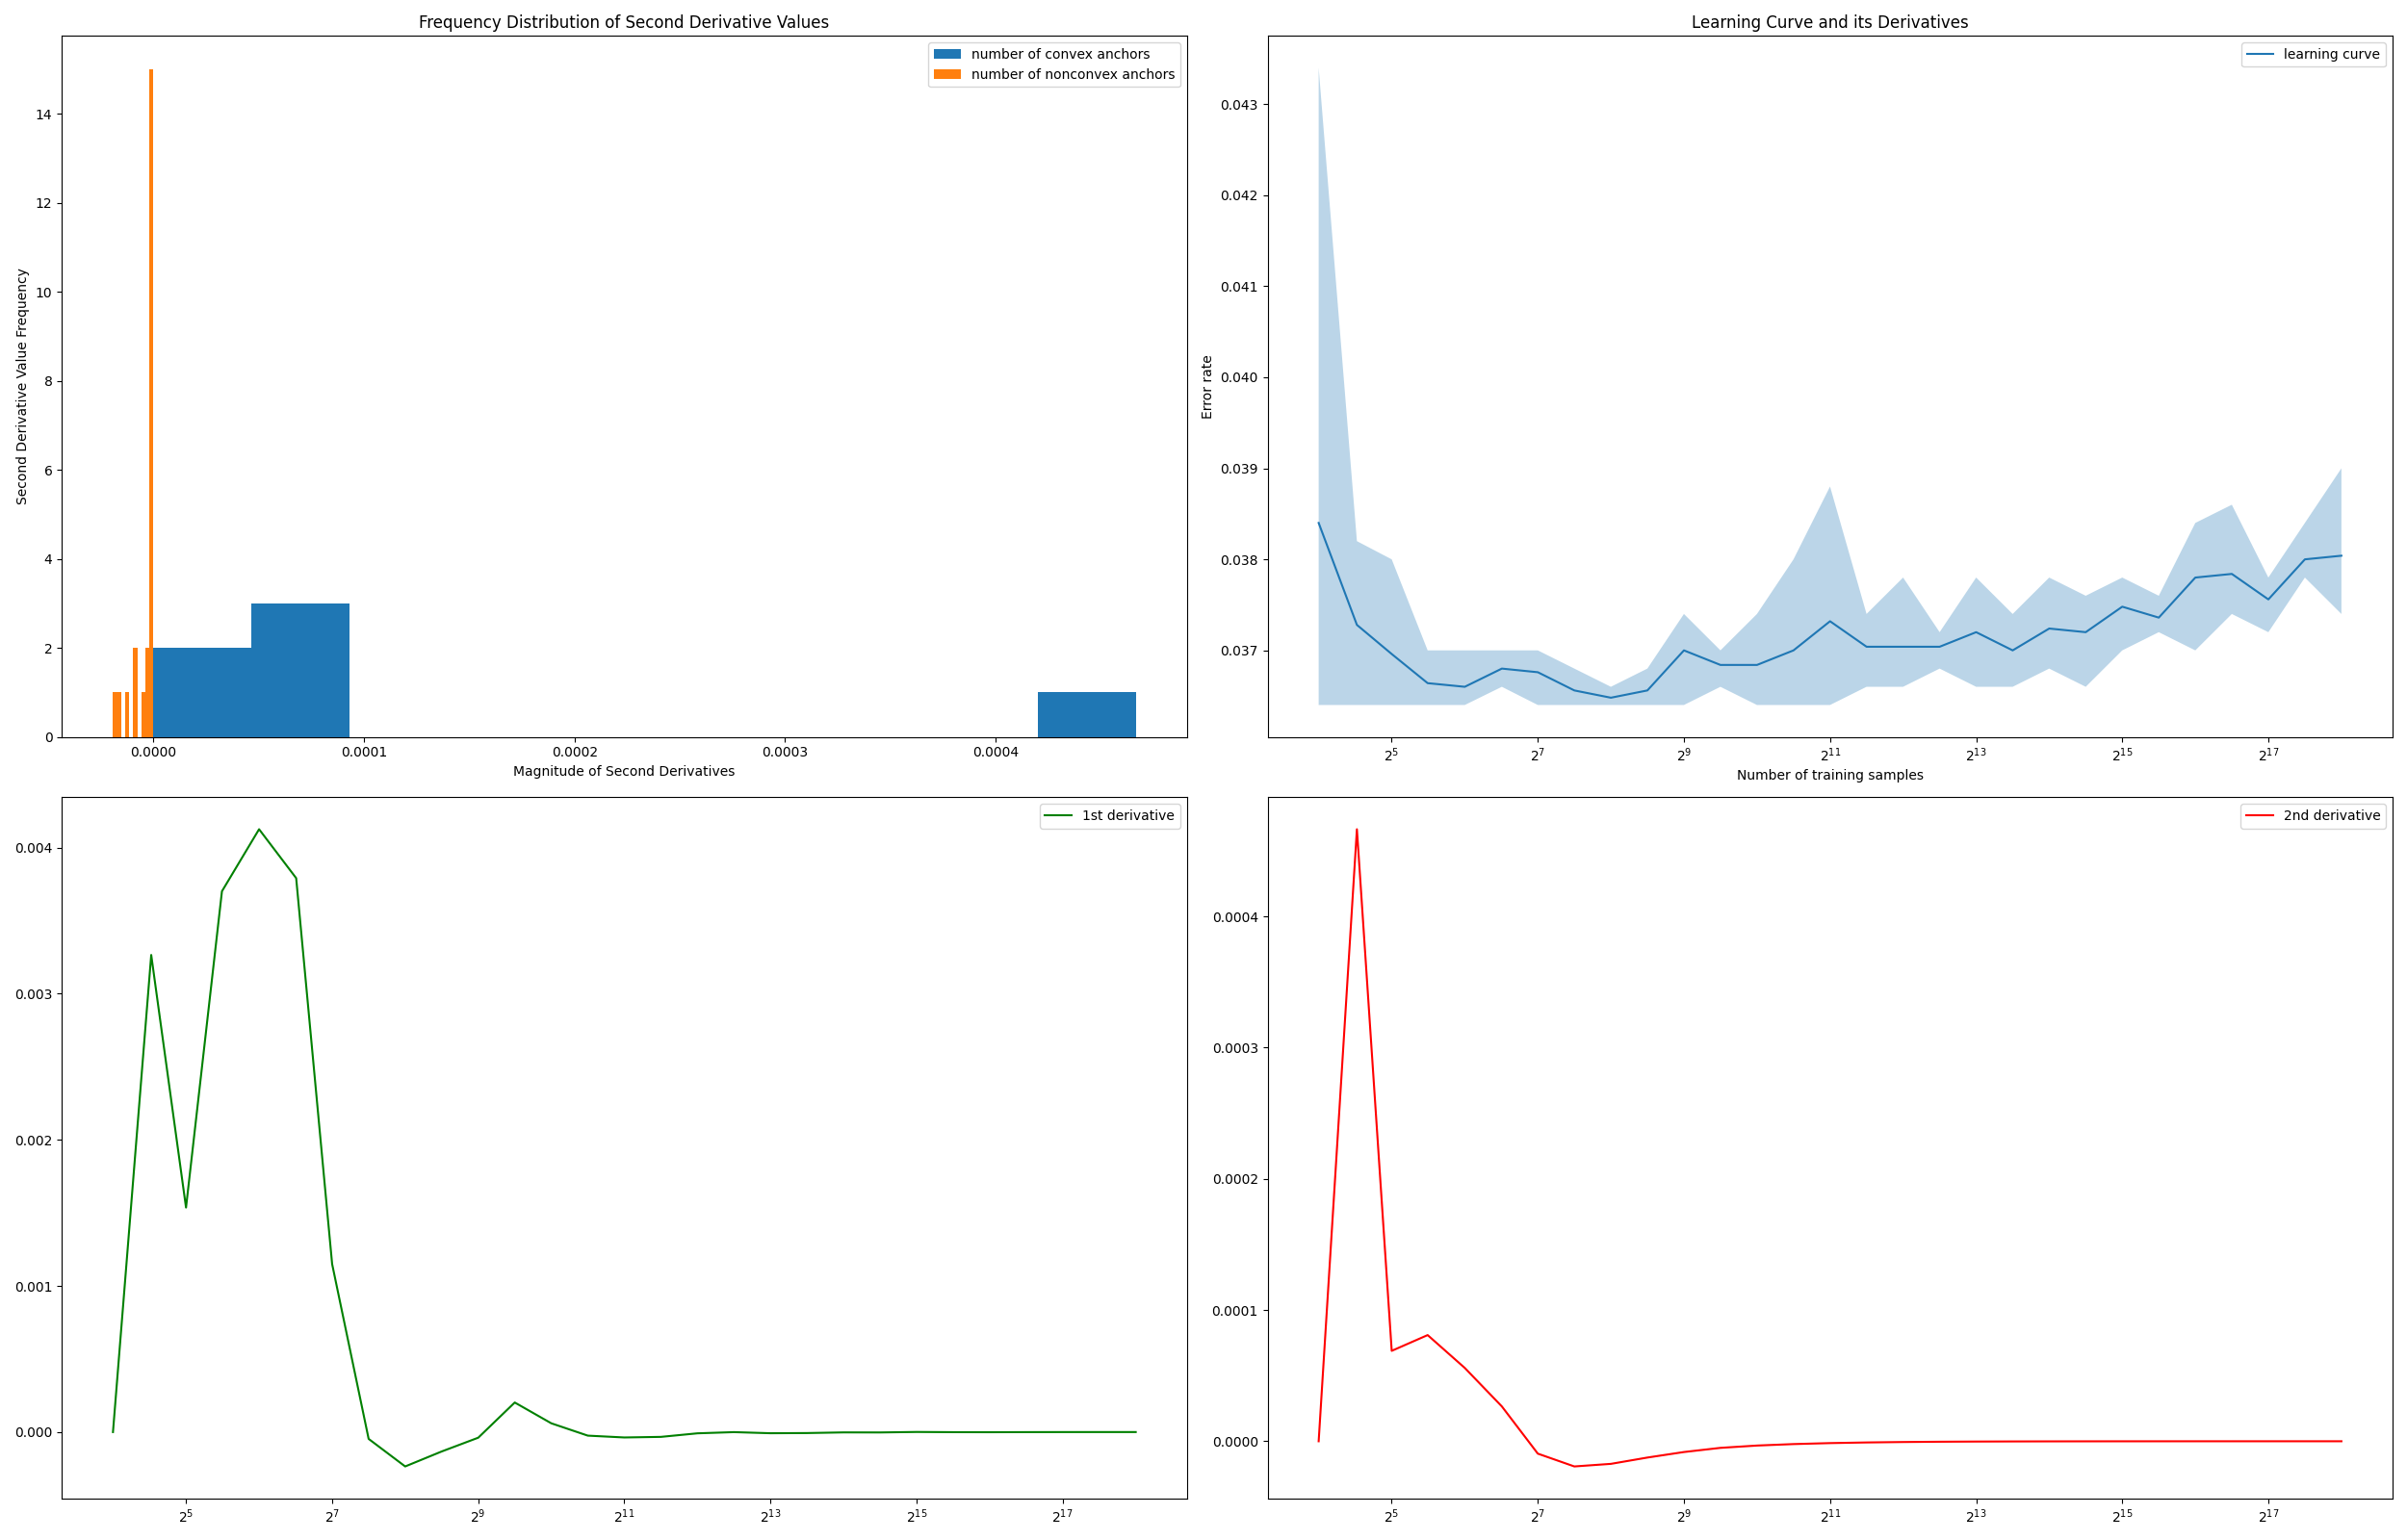 Frequency Distribution of Second Derivative Values
number of convex anchors
number of nonconvex anchors
Second Derivative Value Frequency
14
12
10
8
6
4
2
0
0.0000 0.0001 0.0002 0.0003 0.0004
Magnitude of Second Derivatives
Learning Curve and its Derivatives
learning curve
Error rate
0.043
0.042
0.041
0.040
0.039
0.038
0.037
2^5 2^7 2^9 2^11 2^13 2^15 2^17
Number of training samples
1st derivative
0.004
0.003
0.002
0.001
0.000
2^5 2^7 2^9 2^11 2^13 2^15 2^17
2nd derivative
0.0004
0.0003
0.0002
0.0001
0.0000
2^5 2^7 2^9 2^11 2^13 2^15 2^17